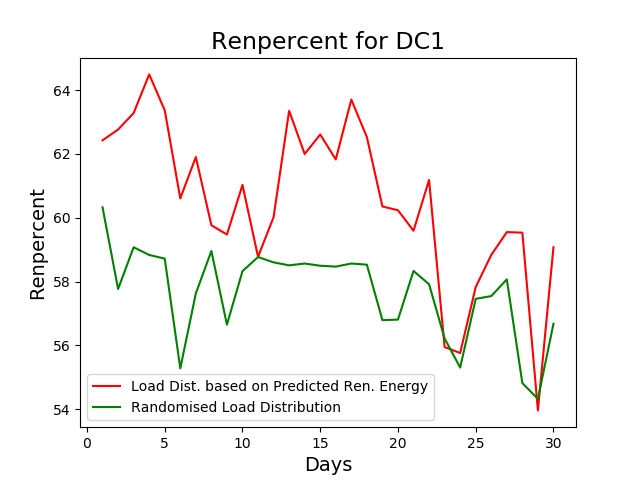 Renpercent for DC1
Renpercent
64
62
60
58
56
54
Load Dist. based on Predicted Ren. Energy
Randomised Load Distribution
0 5 10 15 20 25 30
Days